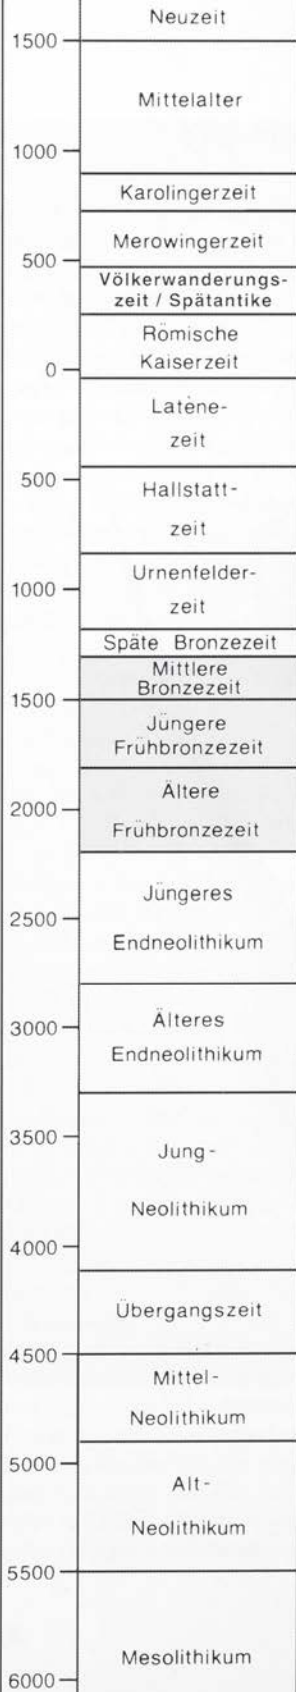 Neuzeit
1500
Mittelalter
1000
Karolingerzeit
Merowingerzeit
500
Völkerwanderungs-
zeit / Spätantike
Römische
0
Kaiserzeit
Latène-
zeit
500
Hallstatt-
zeit
Urnenfelder-
1000
zeit
Späte Bronzezeit
Mittlere
Bronzezeit
1500
Jüngere
Frühbronzezeit
Ältere
2000
Frühbronzezeit
Jüngeres
2500
Endneolithikum
Älteres
3000
Endneolithikum
3500
Jung-
Neolithikum
4000
Übergangszeit
4500
Mittel-
Neolithikum
5000
Alt-
Neolithikum
5500
Mesolithikum
6000